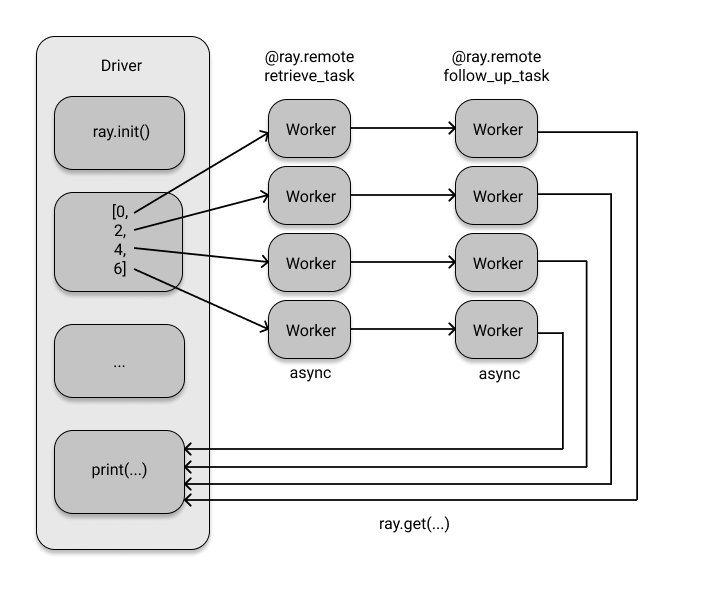 Driver
ray.init()
[0,
2,
4,
6]
...
print(...)
@ray.remote
retrieve_task
Worker
Worker
Worker
Worker
async
@ray.remote
follow_up_task
Worker
Worker
Worker
Worker
async
ray.get(...)